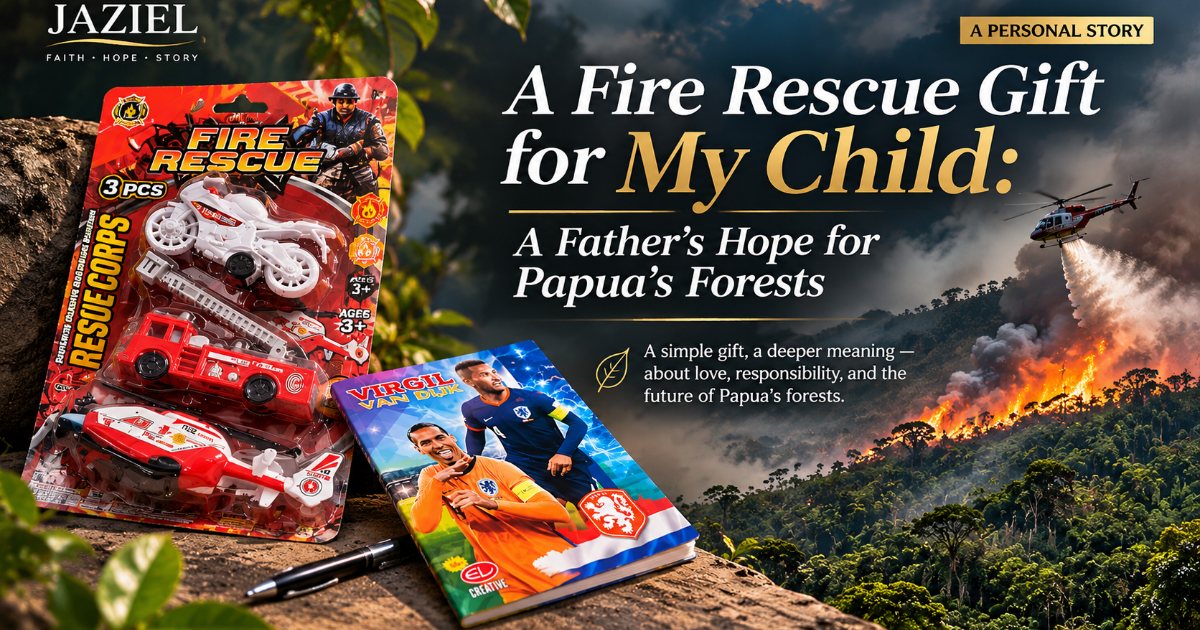 JAZIEL
FAITH • HOPE • STORY
A PERSONAL STORY
A Fire Rescue Gift
for My Child:
A Father's Hope for
Papua's Forests
A simple gift, a deeper meaning —
about love, responsibility, and the
future of Papua's forests.
FIRE
RESCUE
3 PCS
RESUE CORPS
AGES
3+
VIRGIL
VAN DIJK
EL
CREATIVE